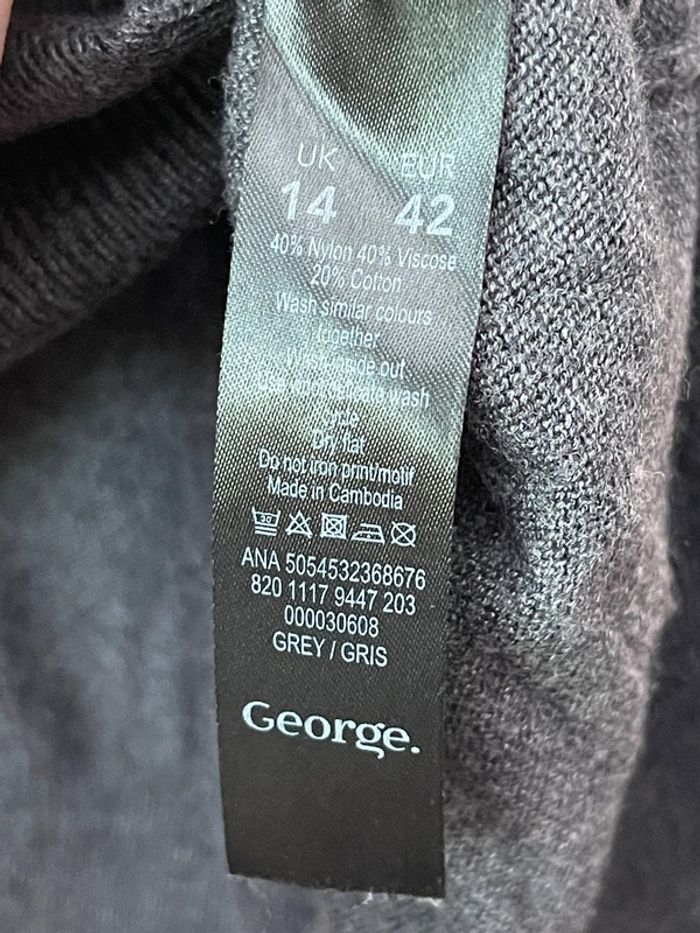 UK EUR
14 42
40% Nylon 40% Viscose
20% Cotton
Wash similar colours
together
Wash inside out
Use only delicate wash
cycle
Dry flat
Do not iron print/motif
Made in Cambodia
30
ANA 5054532368676
820 1117 9447 203
000030608
GREY / GRIS
George.